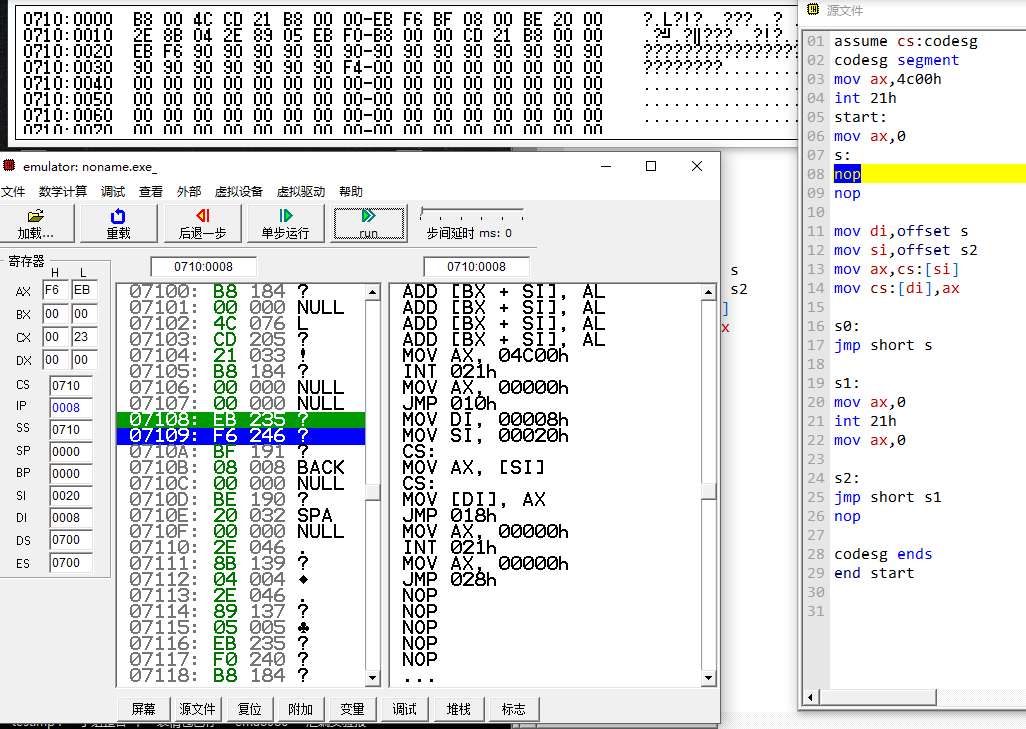 0710:0000 B8 00 4C CD 21 B8 00 00-EB F6 BF 08 00 BE 20 00 ?.L?!?..???..? .
0710:0010 2E 8B 04 2E 89 05 EB F0-B8 00 00 CD 21 B8 00 00
0710:0020 EB F6 90 90 90 90 90 90 90 90 90 90 90 90 90 90 ????????????????
0710:0030 90 90 90 90 90 90 90 F4-00 00 00 00 00 00 00 00 ????????........
0710:0040 00 00 00 00 00 00 00 00-00 00 00 00 00 00 00 00 ................
0710:0050 00 00 00 00 00 00 00 00-00 00 00 00 00 00 00 00 ................
0710:0060 00 00 00 00 00 00 00 00-00 00 00 00 00 00 00 00 ................
0710:0070 00 00 00 00 00 00 00 00-00 00 00 00 00 00 00 00
emulator: noname.exe_
文件 数学计算 调试 查看 外部 虚拟设备 虚拟驱动 帮助
加载... 重载 后退一步 单步运行 run 步间延时 ms: 0
寄存器
H L
AX F6 EB
BX 00 00
CX 00 23
DX 00 00
CS 0710
IP 0008
SS 0710
SP 0000
BP 0000
SI 0020
DI 0008
DS 0700
ES 0700
0710:0008
07100: B8 184 ?
07101: 00 000 NULL
07102: 4C 076 L
07103: CD 205 ?
07104: 21 033 !
07105: B8 184 ?
07106: 00 000 NULL
07107: 00 000 NULL
07108: EB 235 ?
07109: F6 246 ?
0710A: BF 191 ?
0710B: 08 008 BACK
0710C: 00 000 NULL
0710D: BE 190 ?
0710E: 20 032 SPA
0710F: 00 000 NULL
07110: 2E 046 .
07111: 8B 139 ?
07112: 04 004 ♦
07113: 2E 046 .
07114: 89 137 ?
07115: 05 005 ♣
07116: EB 235 ?
07117: F0 240 ?
07118: B8 184 ?
0710:0008
ADD [BX + SI], AL
ADD [BX + SI], AL
ADD [BX + SI], AL
ADD [BX + SI], AL
MOV AX, 04C00h
INT 021h
MOV AX, 00000h
JMP 010h
MOV DI, 00008h
MOV SI, 00020h
CS:
MOV AX, [SI]
CS:
MOV [DI], AX
JMP 018h
MOV AX, 00000h
INT 021h
MOV AX, 00000h
JMP 028h
NOP
NOP
NOP
NOP
NOP
...
屏幕 源文件 复位 附加 变量 调试 堆栈 标志
s
s2
]
x
源文件
01 assume cs:codesg
02 codesg segment
03 mov ax,4c00h
04 int 21h
05 start:
06 mov ax,0
07 s:
08 nop
09 nop
10
11 mov di,offset s
12 mov si,offset s2
13 mov ax,cs:[si]
14 mov cs:[di],ax
15
16 s0:
17 jmp short s
18
19 s1:
20 mov ax,0
21 int 21h
22 mov ax,0
23
24 s2:
25 jmp short s1
26 nop
27
28 codesg ends
29 end start
30
31